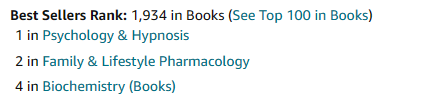 Best Sellers Rank: 1,934 in Books (See Top 100 in Books)
1 in Psychology & Hypnosis
2 in Family & Lifestyle Pharmacology
4 in Biochemistry (Books)